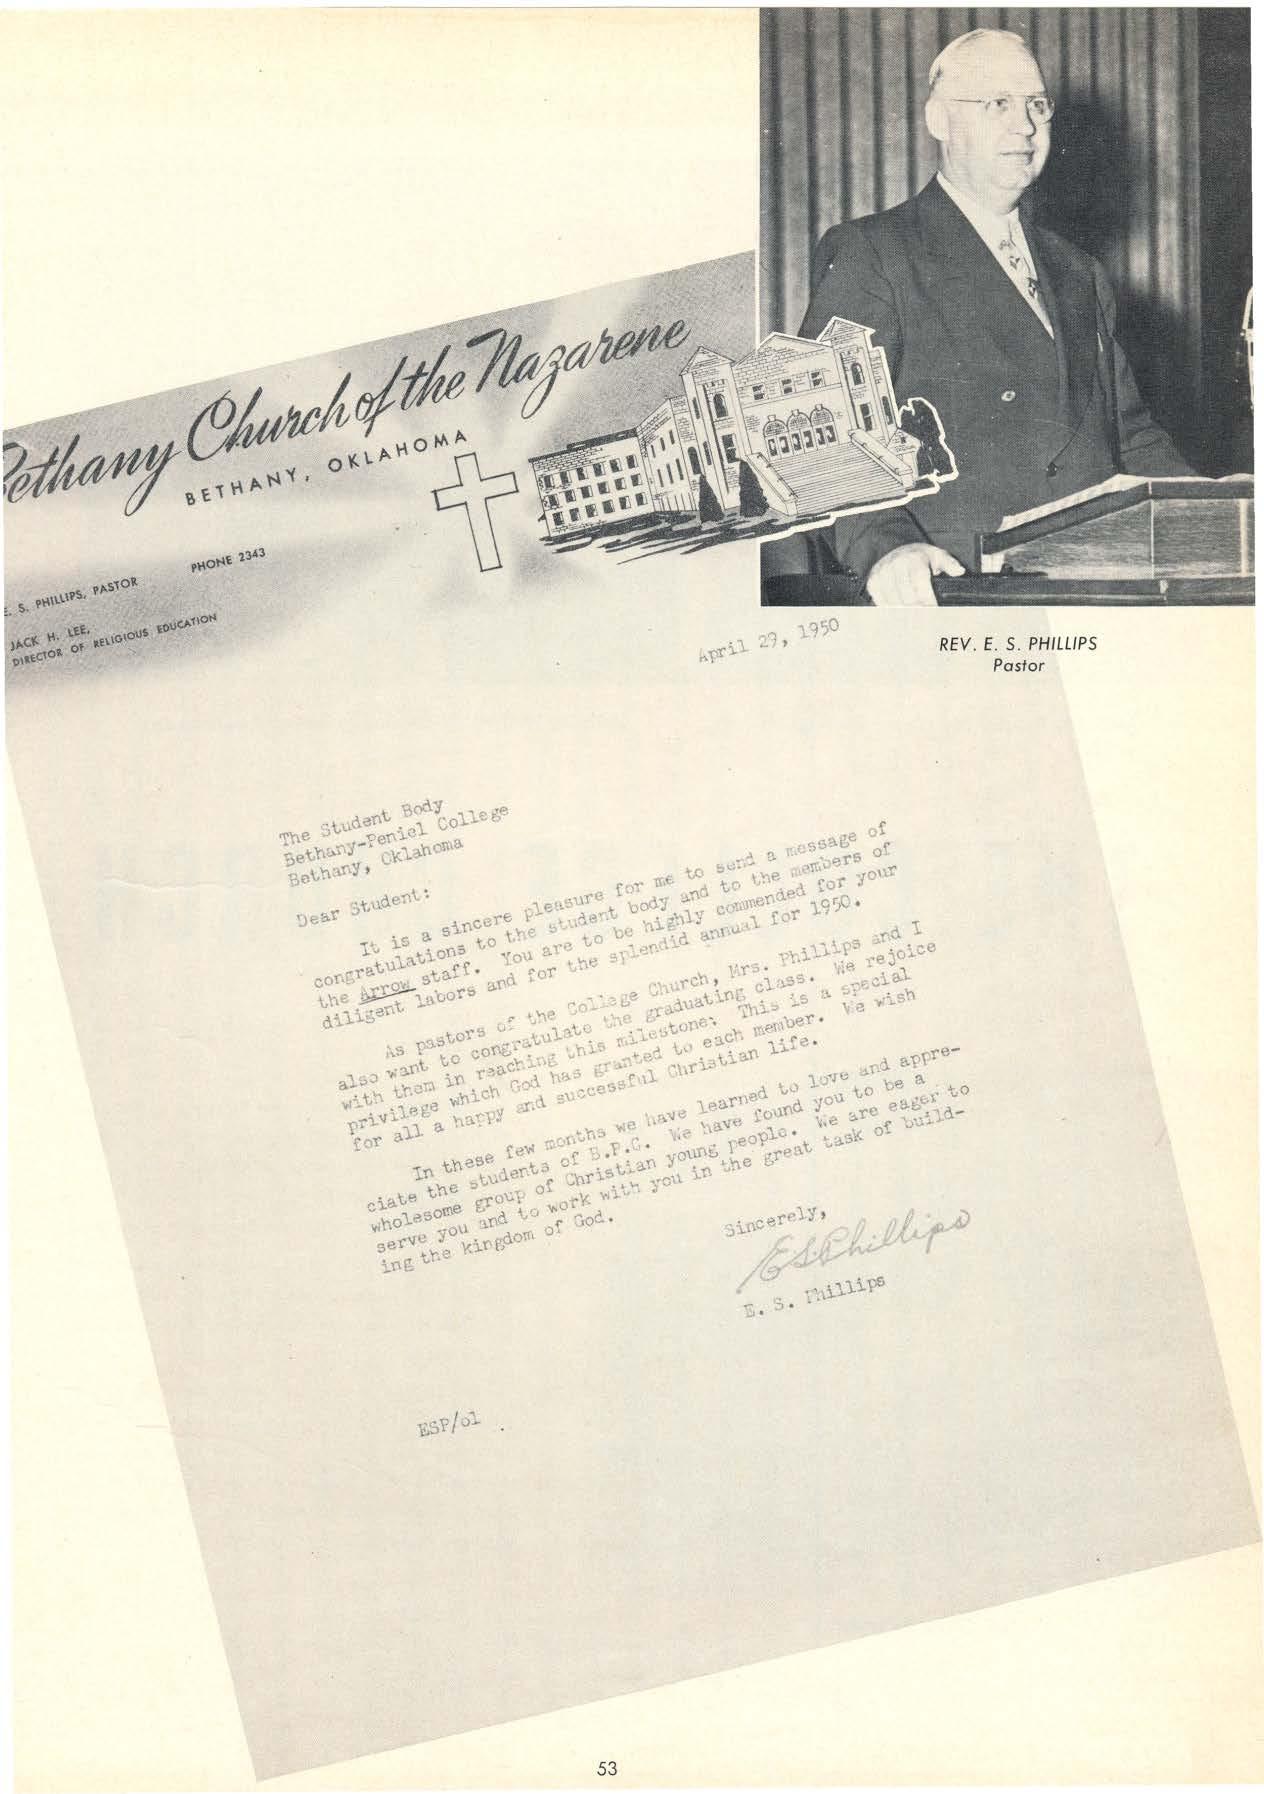 Bethany Church of the Nazarene
BETHANY, OKLAHOMA
E. S. PHILLIPS, PASTOR
PHONE 2343
JACK H. LEE,
DIRECTOR OF RELIGIOUS EDUCATION
REV. E. S. PHILLIPS
Pastor
April 29, 1950
The Student Body
Bethany-Peniel College
Bethany, Oklahoma
Dear Student:
It is a sincere pleasure for me to send a message of
congratulations to the student body and to the members of
the Arrow staff. You are to be highly commended for your
diligent labors and for the splendid annual for 1950.
As pastors of the College Church, Mrs. Phillips and I
also want to congratulate the graduating class. We rejoice
with them in reaching this milestone; This is a special
privilege which God has granted to each member. We wish
for all a happy and successful Christian life.
In these few months we have learned to love and appre-
ciate the students of B.P.C. We have found you to be a
wholesome group of Christian young people. We are eager to
serve you and to work with you in the great task of build-
ing the kingdom of God.
Sincerely,
E.S. Phillips
E. S. Phillips
ESP/ol
53